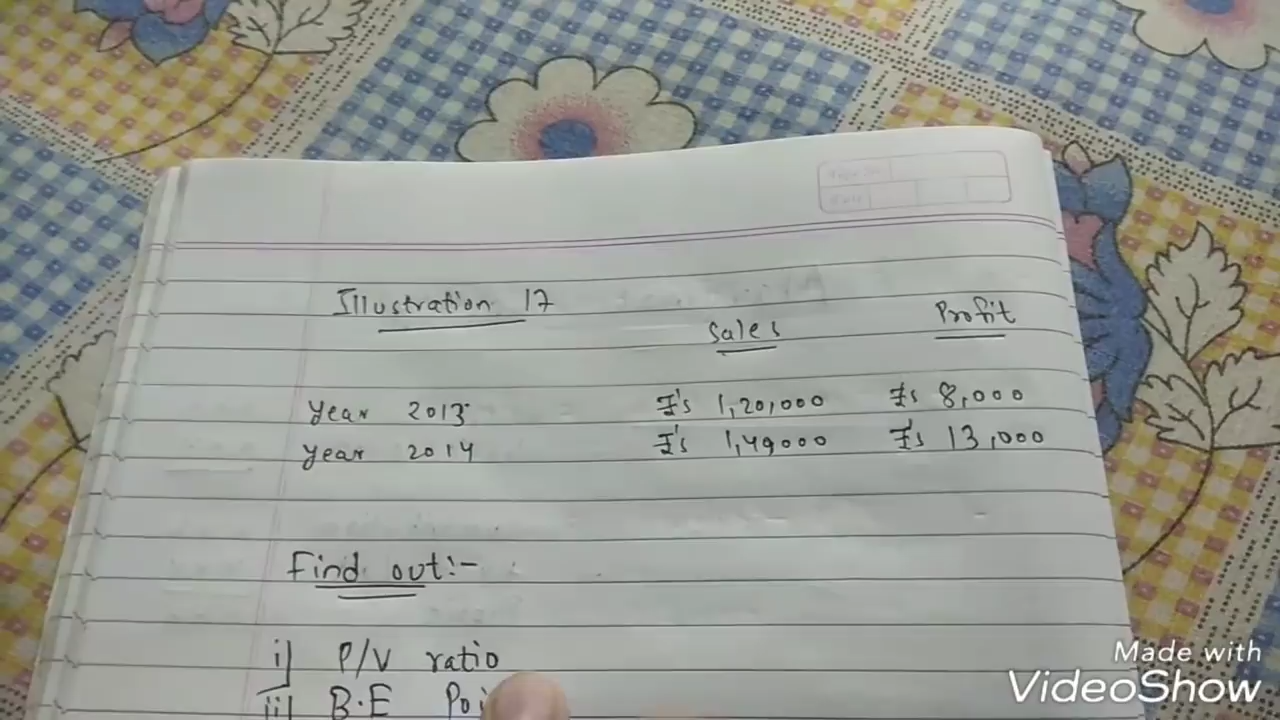 Illustration 17
Sales Profit
Year 2013 ₹'s 1,20,000 ₹'s 8,000
Year 2014 ₹'s 1,49000 ₹'s 13,000
Find out:-
i] P/V ratio
ii] B.E
Made with
VideoShow